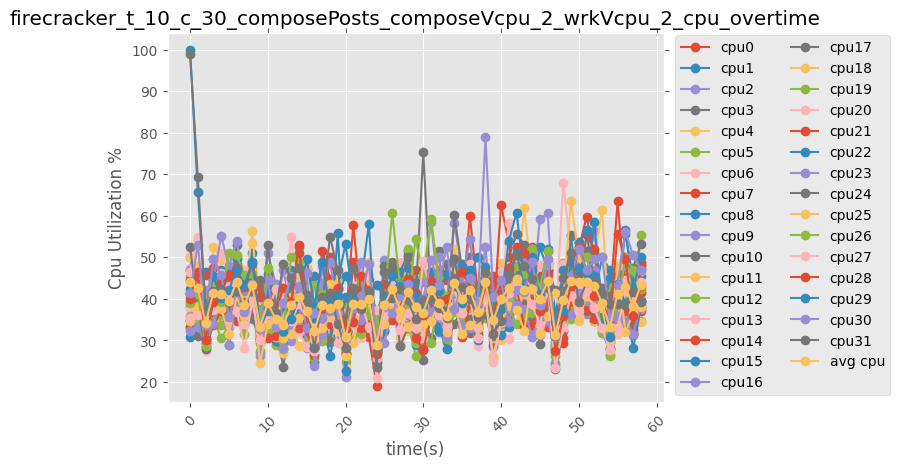 firecracker_t_10_c_30_composePosts_composeVcpu_2_wrkVcpu_2_cpu_overtime
Cpu Utilization %
100
90
80
70
60
50
40
30
20
0
10
20
30
40
50
60
time(s)
cpu0
cpu1
cpu2
cpu3
cpu4
cpu5
cpu6
cpu7
cpu8
cpu9
cpu10
cpu11
cpu12
cpu13
cpu14
cpu15
cpu16
cpu17
cpu18
cpu19
cpu20
cpu21
cpu22
cpu23
cpu24
cpu25
cpu26
cpu27
cpu28
cpu29
cpu30
cpu31
avg cpu